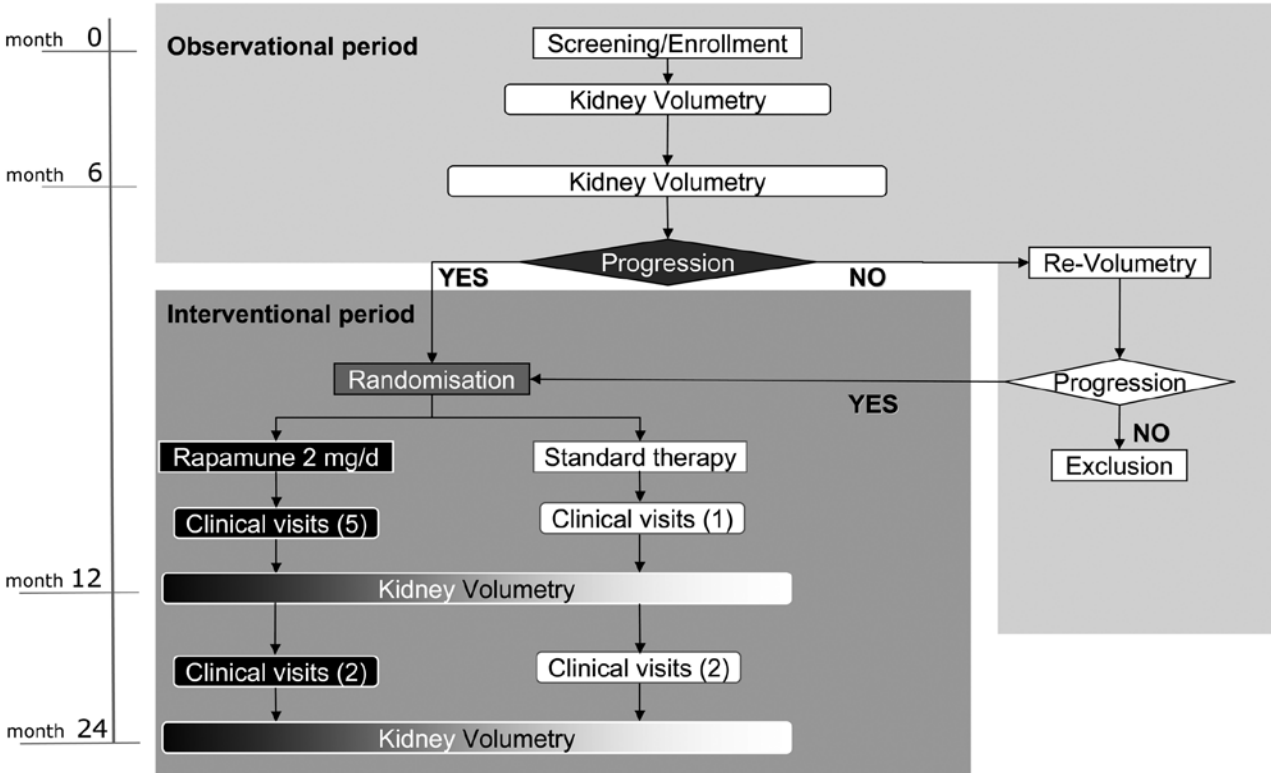 month 0
Observational period
Screening/Enrollment
Kidney Volumetry
month 6
Kidney Volumetry
Progression
YES
NO
Re-Volumetry
Interventional period
Randomisation
YES
Progression
NO
Exclusion
Rapamune 2 mg/d
Standard therapy
Clinical visits (5)
Clinical visits (1)
month 12
Kidney Volumetry
Clinical visits (2)
Clinical visits (2)
month 24
Kidney Volumetry